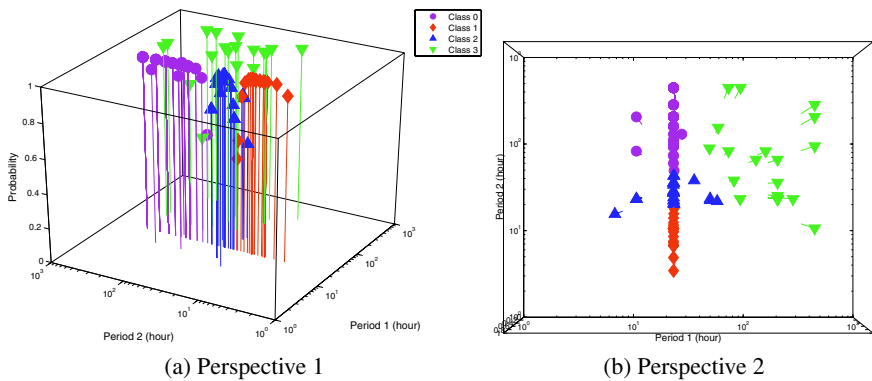 Class 0
Class 1
Class 2
Class 3
1
0.8
0.6
0.4
0.2
0
Probability
10³
10²
10¹
10⁰
Period 2 (hour)
10⁰
10¹
10²
10³
Period 1 (hour)
(a) Perspective 1
10³
10²
10¹
10⁰
Period 2 (hour)
10⁰
10¹
10²
10³
Period 1 (hour)
(b) Perspective 2